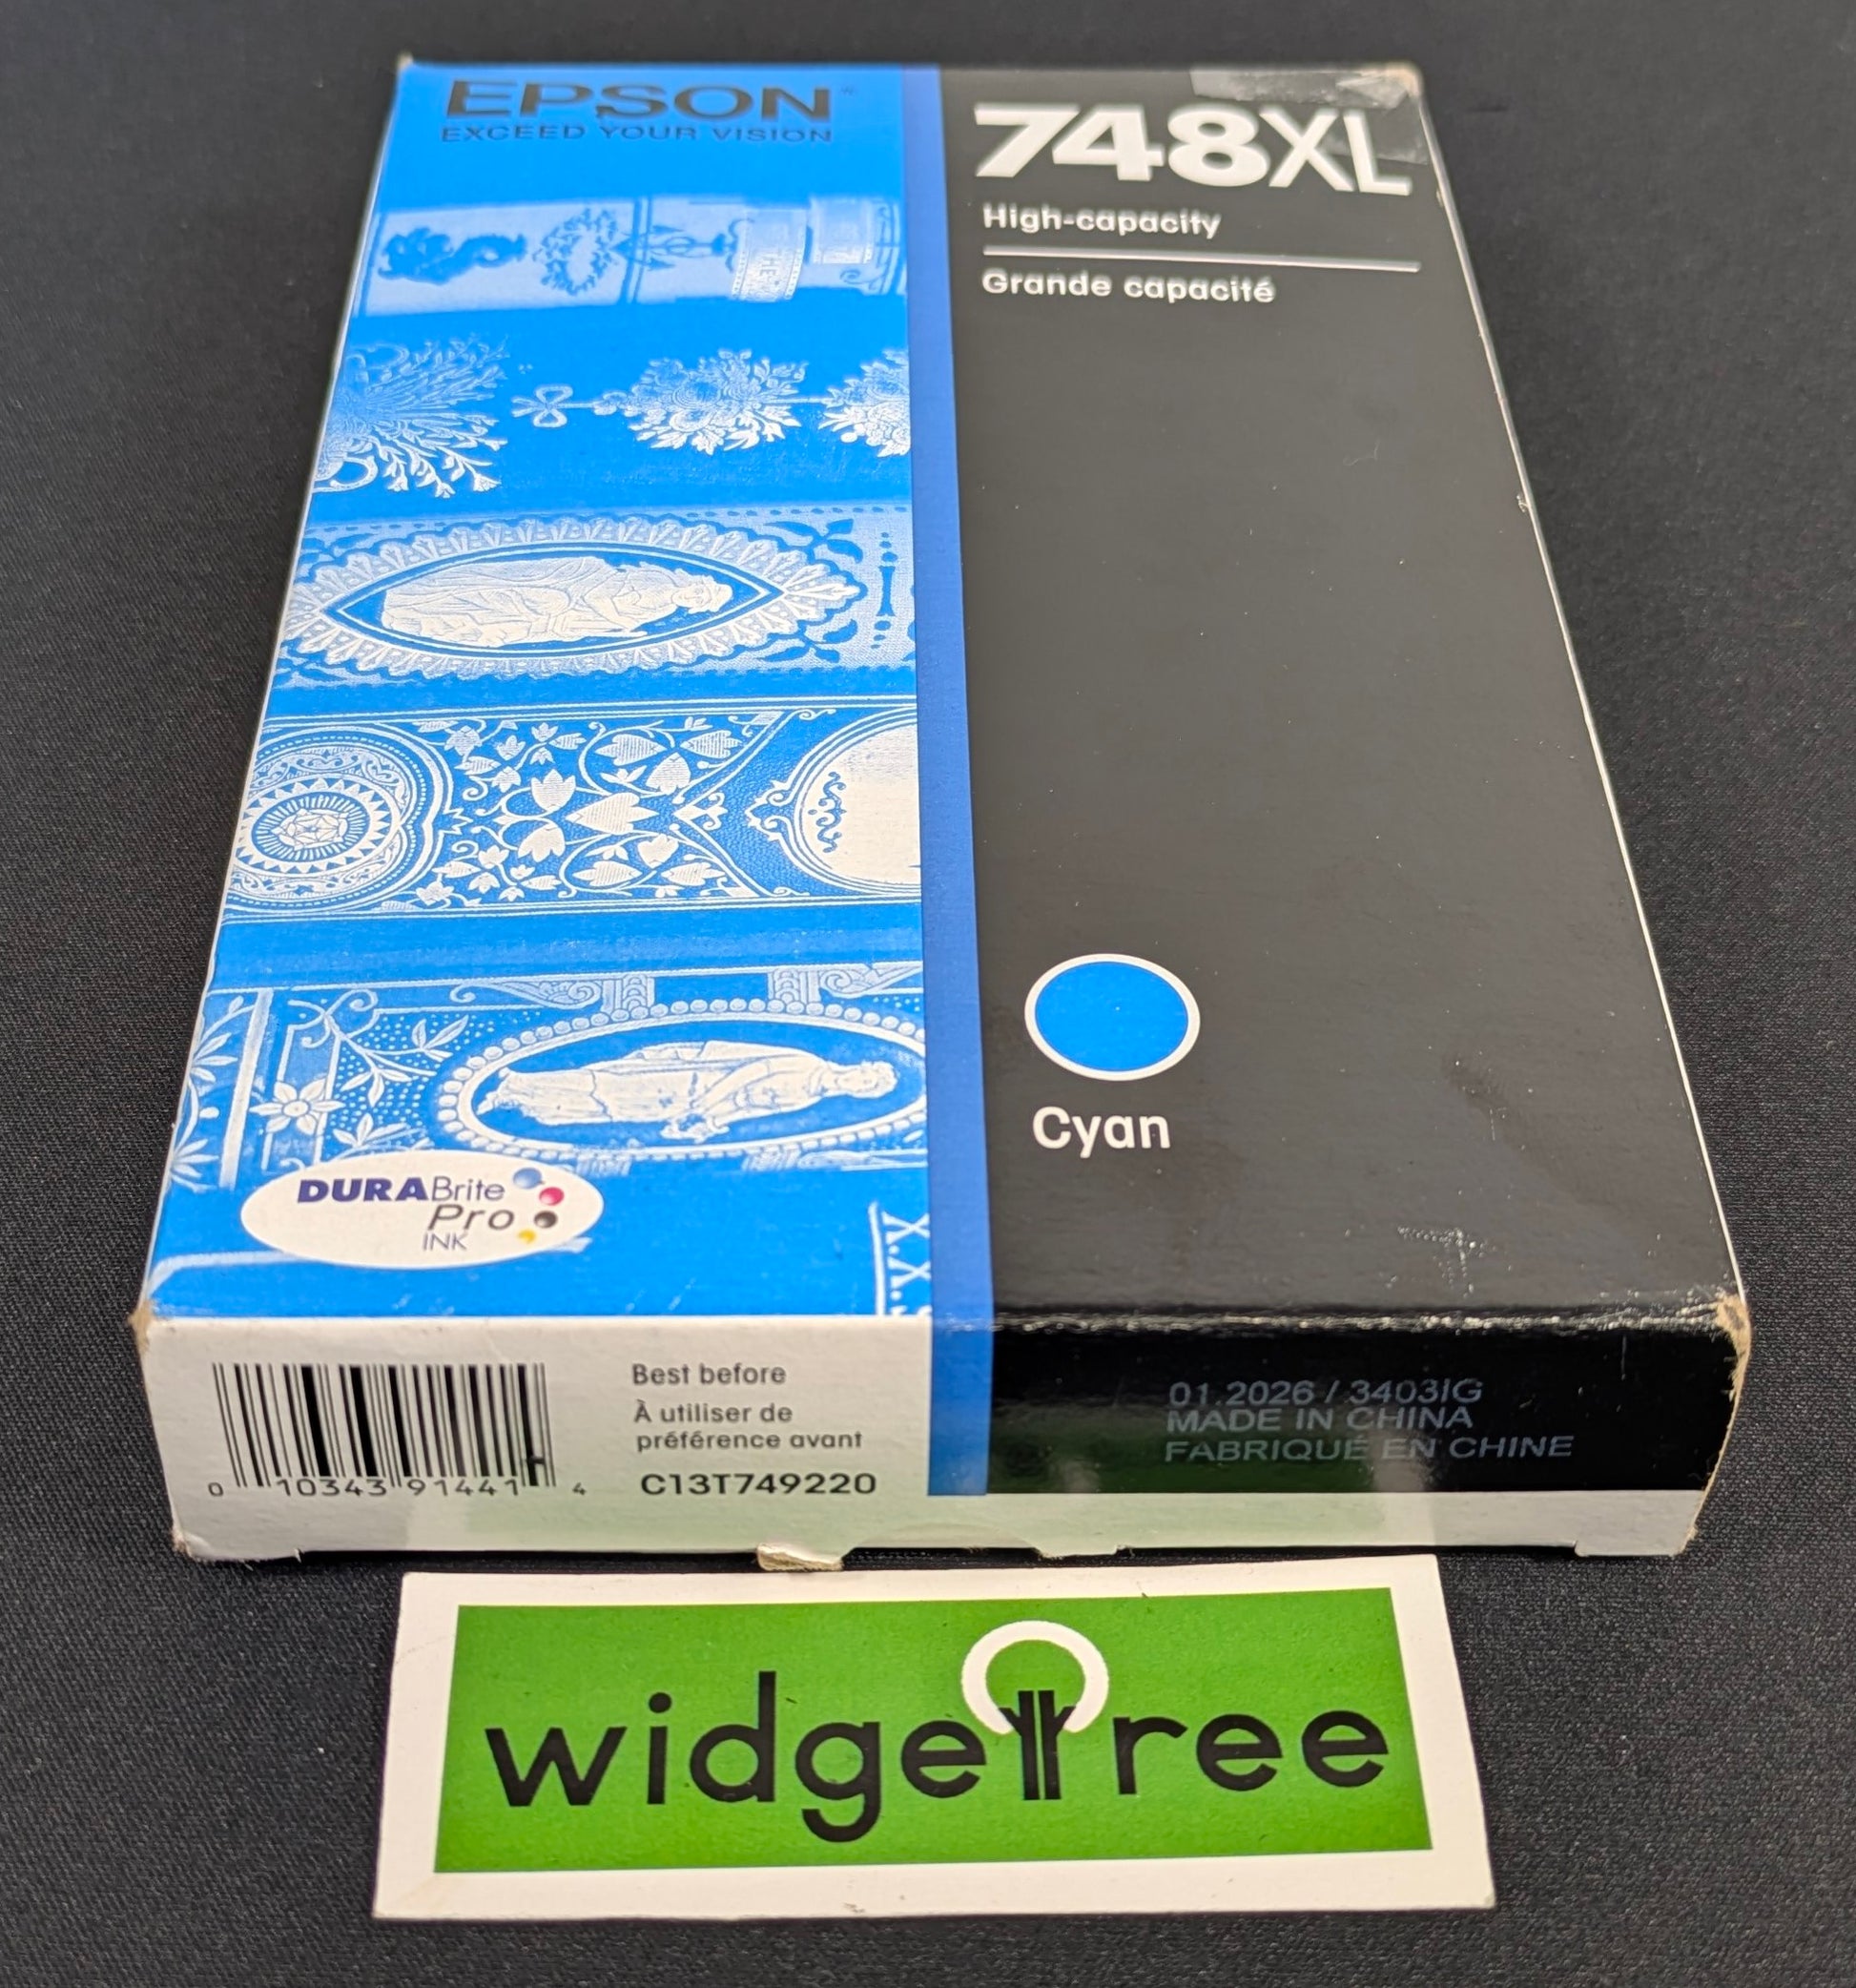 EPSON
EXCEED YOUR VISION
748XL
High-capacity
Grande capacité
Cyan
DURABrite
Pro
INK
X.X.
Best before
À utiliser de
préférence avant
C13T749220
0 10343 91441 4
01.2026 / 3403IG
MADE IN CHINA
FABRIQUÉ EN CHINE
widgetree